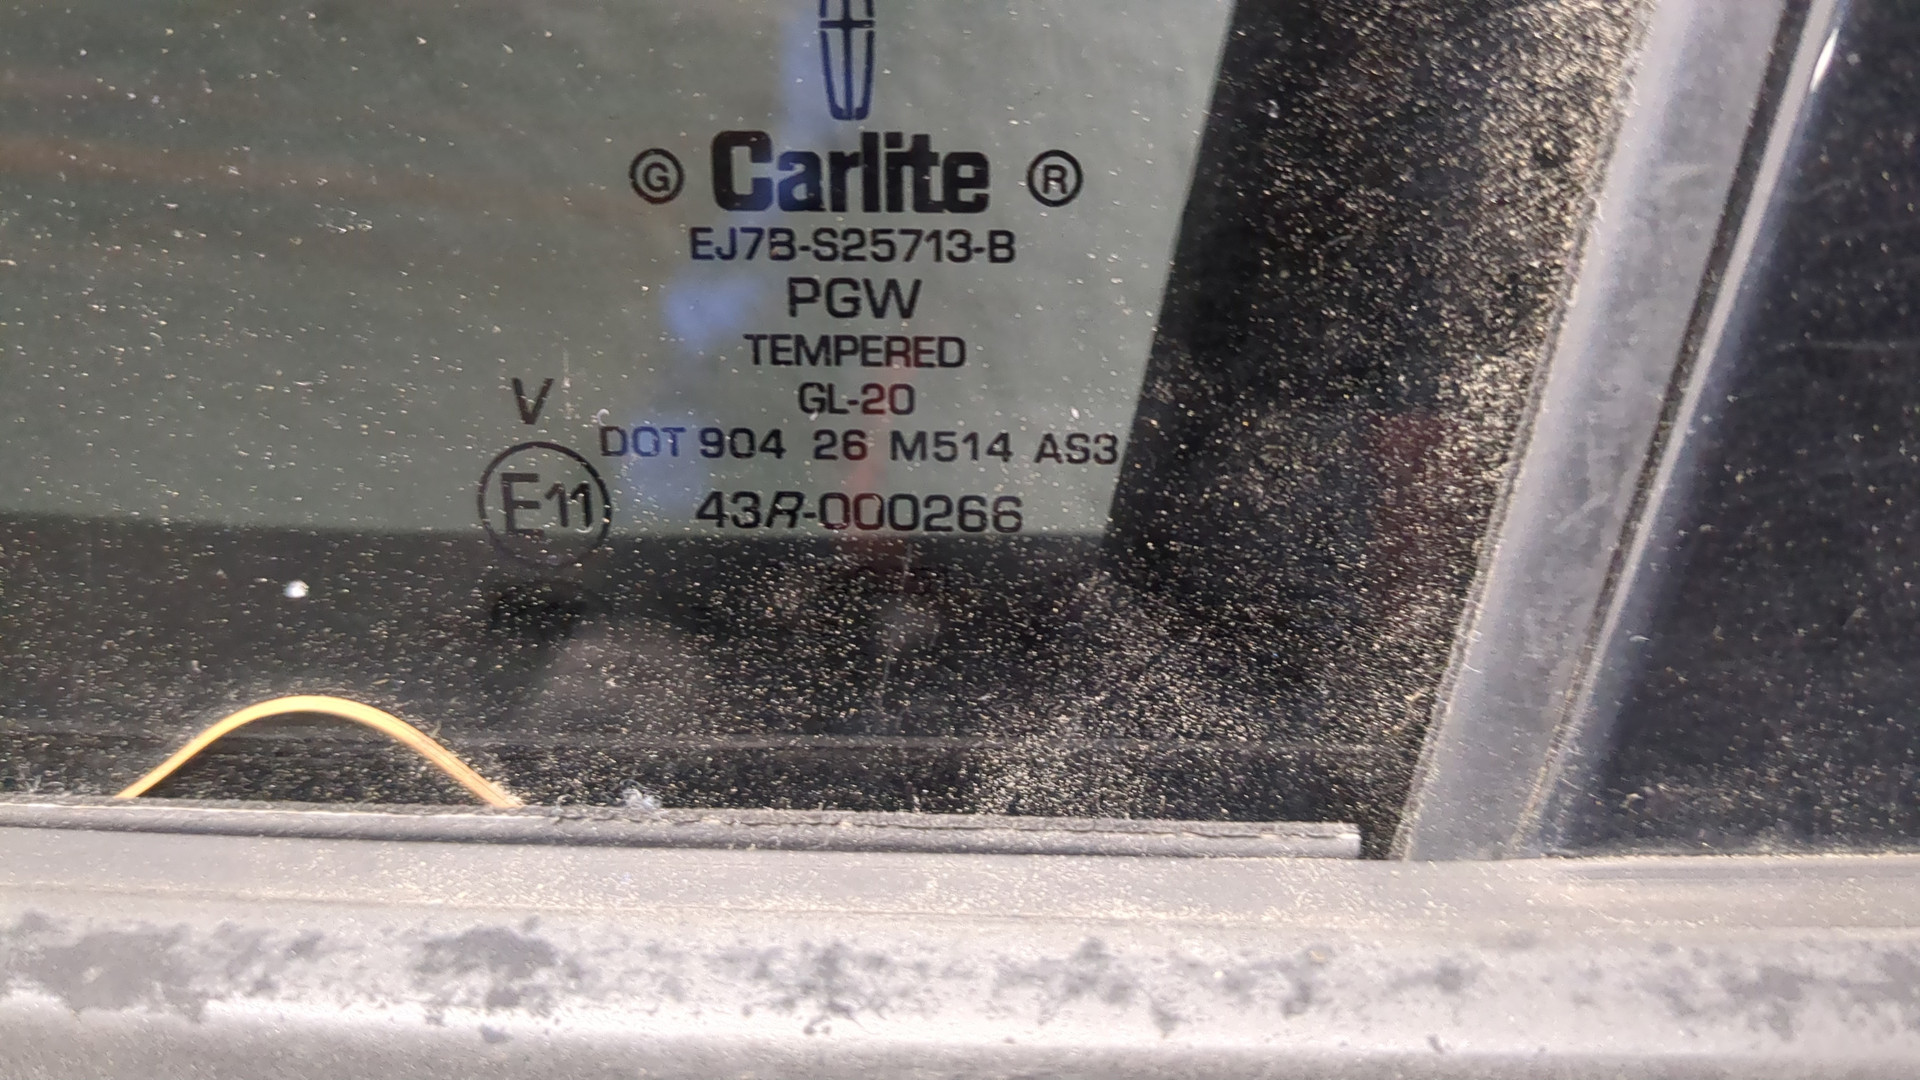 G Carlite ®
EJ7B-S25713-B
PGW
TEMPERED
GL-20
V
DOT 904 26 M514 AS3
E11 43R-000266